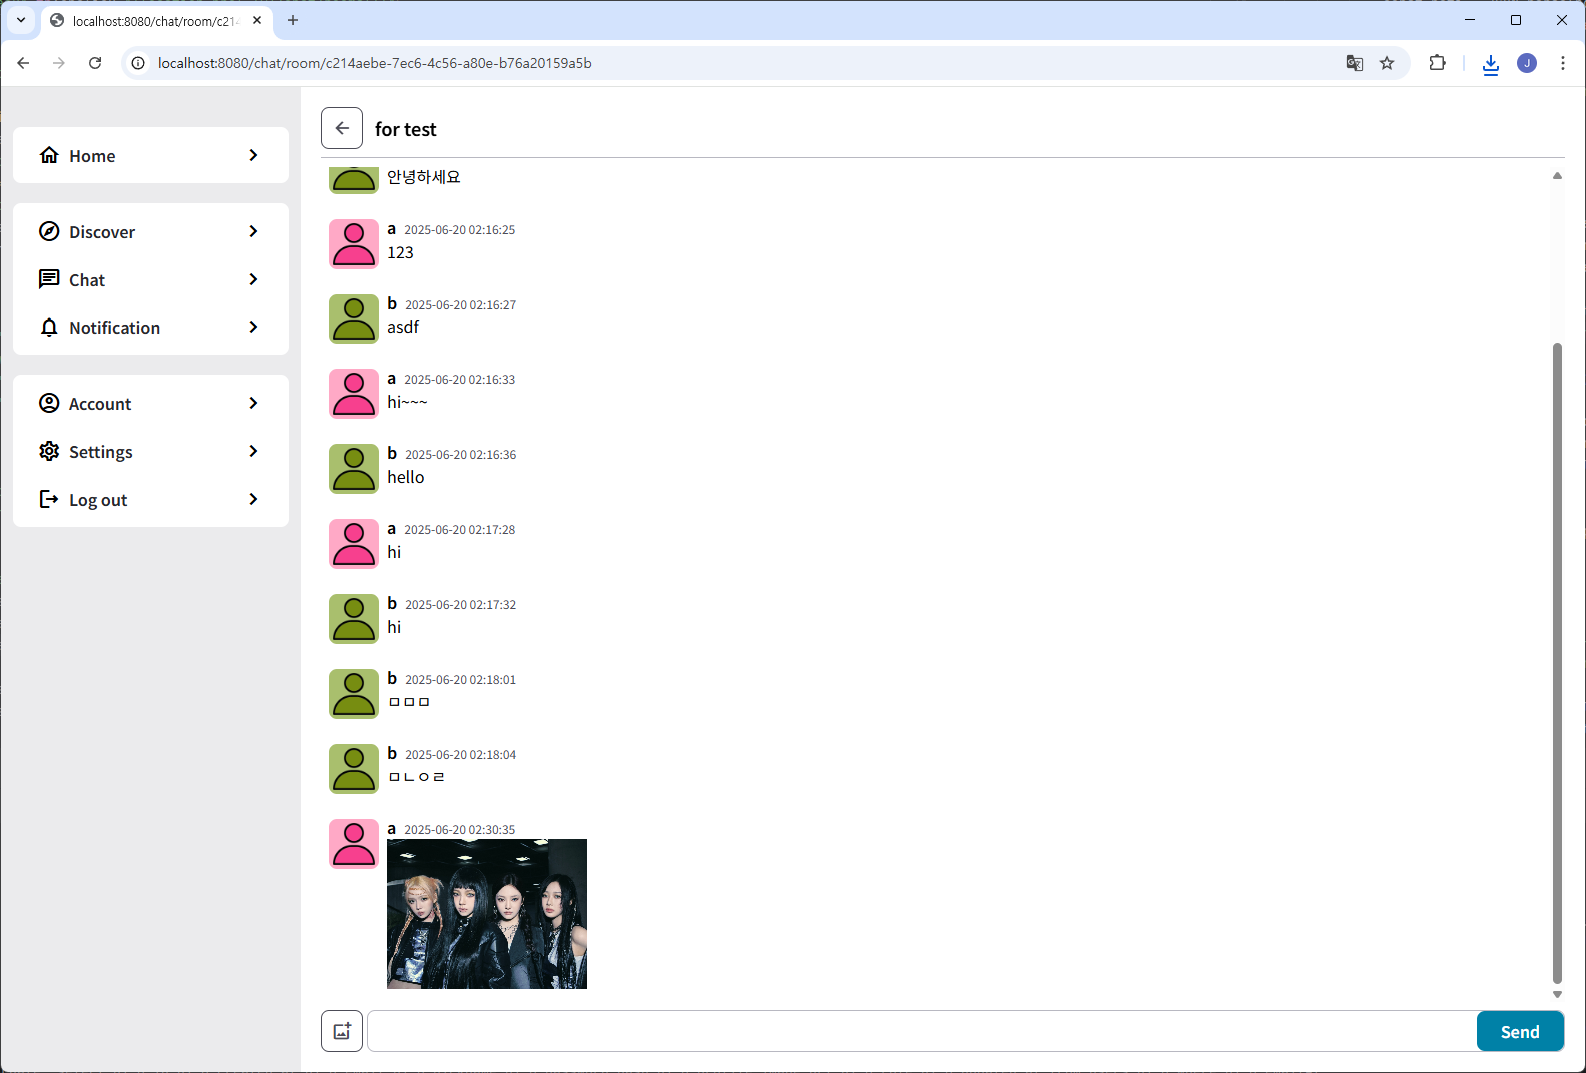 localhost:8080/chat/room/c214
localhost:8080/chat/room/c214aebe-7ec6-4c56-a80e-b76a20159a5b
J
Home
Discover
Chat
Notification
Account
Settings
Log out
for test
안녕하세요
a 2025-06-20 02:16:25
123
b 2025-06-20 02:16:27
asdf
a 2025-06-20 02:16:33
hi~~~
b 2025-06-20 02:16:36
hello
a 2025-06-20 02:17:28
hi
b 2025-06-20 02:17:32
hi
b 2025-06-20 02:18:01
ㅁㅁㅁ
b 2025-06-20 02:18:04
ㅁㄴㅇㄹ
a 2025-06-20 02:30:35
Send